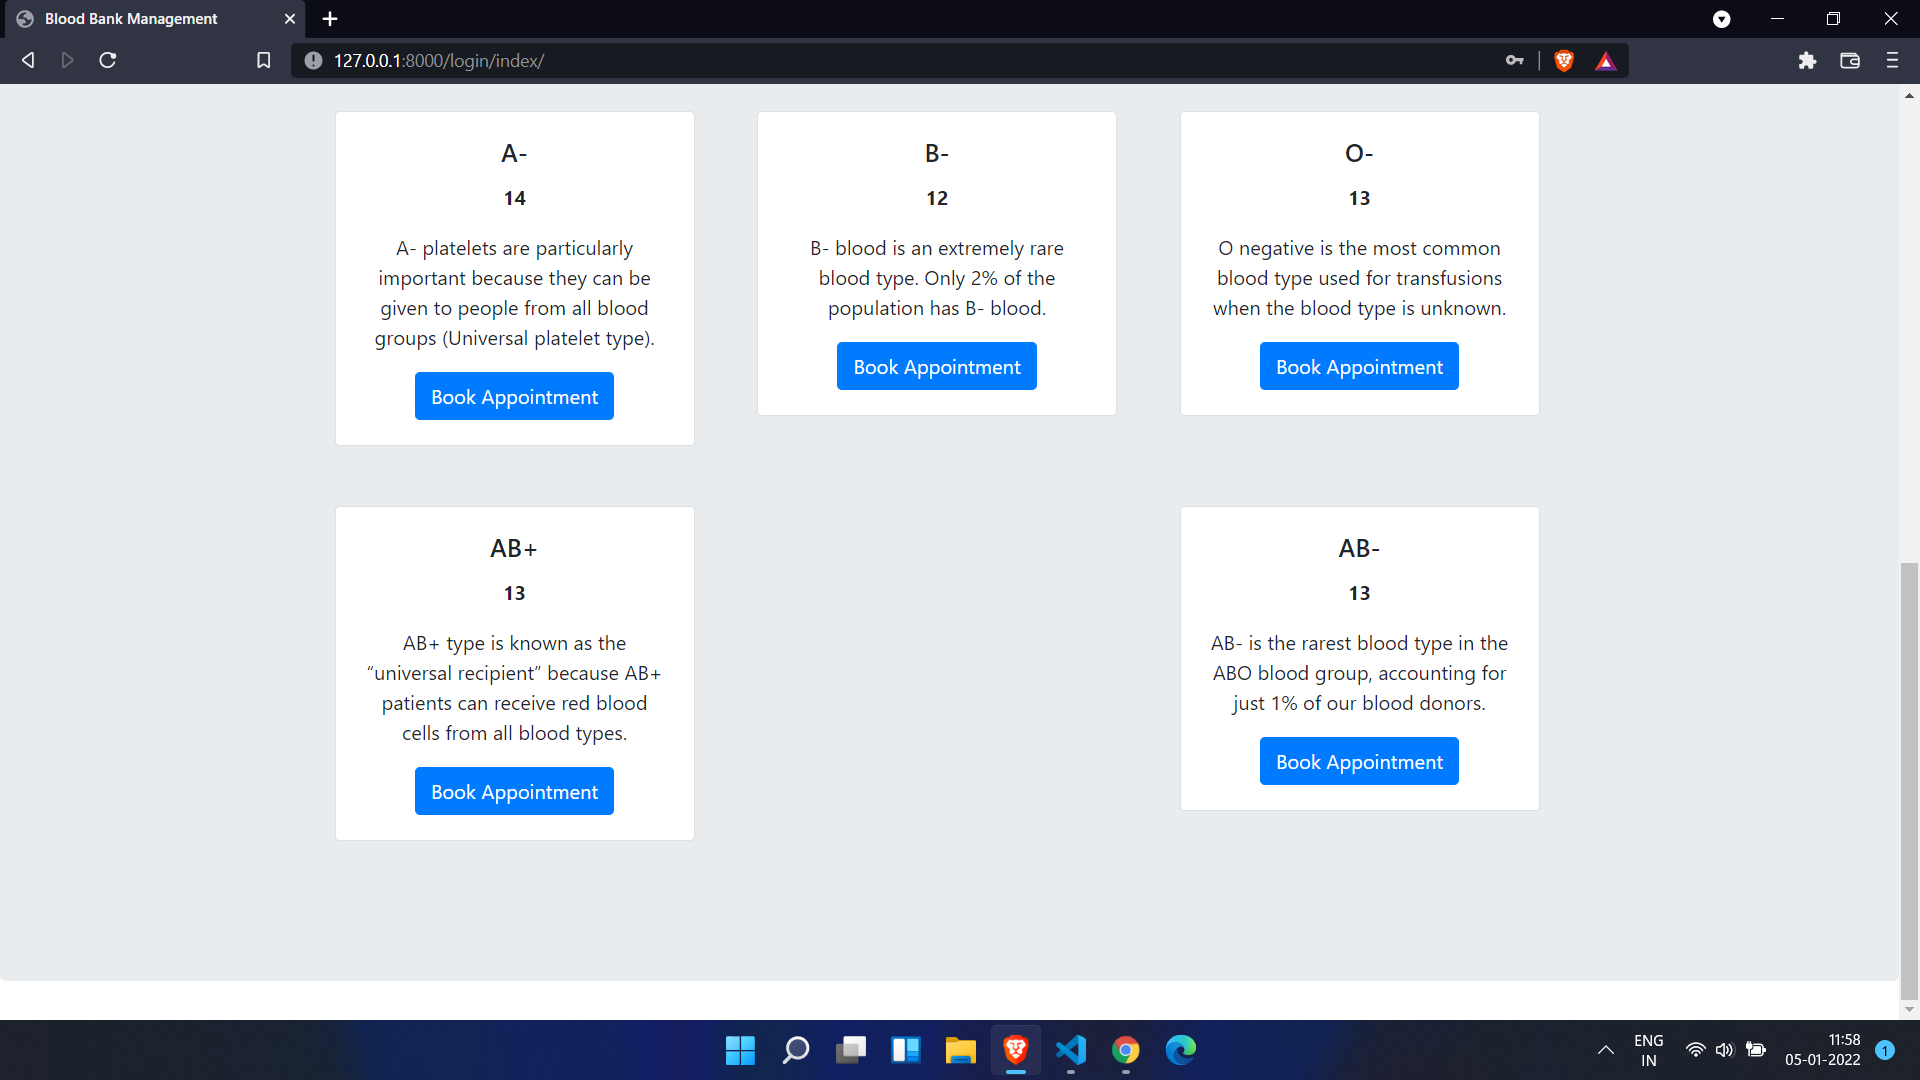 Blood Bank Management
127.0.0.1:8000/login/index/
A-
14
A- platelets are particularly
important because they can be
given to people from all blood
groups (Universal platelet type).
Book Appointment
B-
12
B- blood is an extremely rare
blood type. Only 2% of the
population has B- blood.
Book Appointment
O-
13
O negative is the most common
blood type used for transfusions
when the blood type is unknown.
Book Appointment
AB+
13
AB+ type is known as the
“universal recipient” because AB+
patients can receive red blood
cells from all blood types.
Book Appointment
AB-
13
AB- is the rarest blood type in the
ABO blood group, accounting for
just 1% of our blood donors.
Book Appointment
ENG
IN
11:58
05-01-2022
1